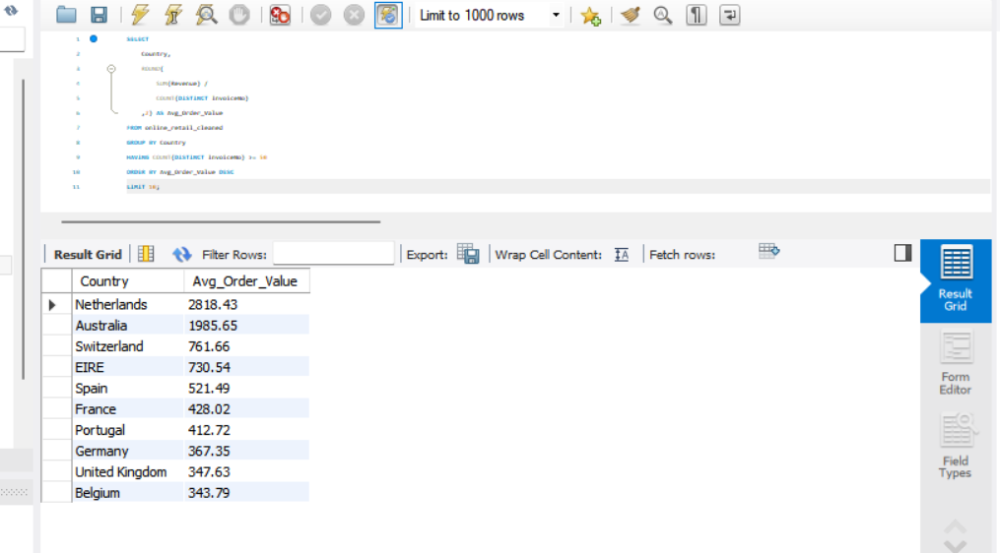 Limit to 1000 rows
1 SELECT
2 Country,
3 ROUND(
4 SUM(Revenue) /
5 COUNT(DISTINCT InvoiceNo)
6 ,2) AS Avg_Order_Value
7 FROM online_retail_cleaned
8 GROUP BY Country
9 HAVING COUNT(DISTINCT InvoiceNo) >= 50
10 ORDER BY Avg_Order_Value DESC
11 LIMIT 10;
Result Grid Filter Rows: Export: Wrap Cell Content: Fetch rows:
Country Avg_Order_Value
Netherlands 2818.43
Australia 1985.65
Switzerland 761.66
EIRE 730.54
Spain 521.49
France 428.02
Portugal 412.72
Germany 367.35
United Kingdom 347.63
Belgium 343.79
Result
Grid
Form
Editor
Field
Types